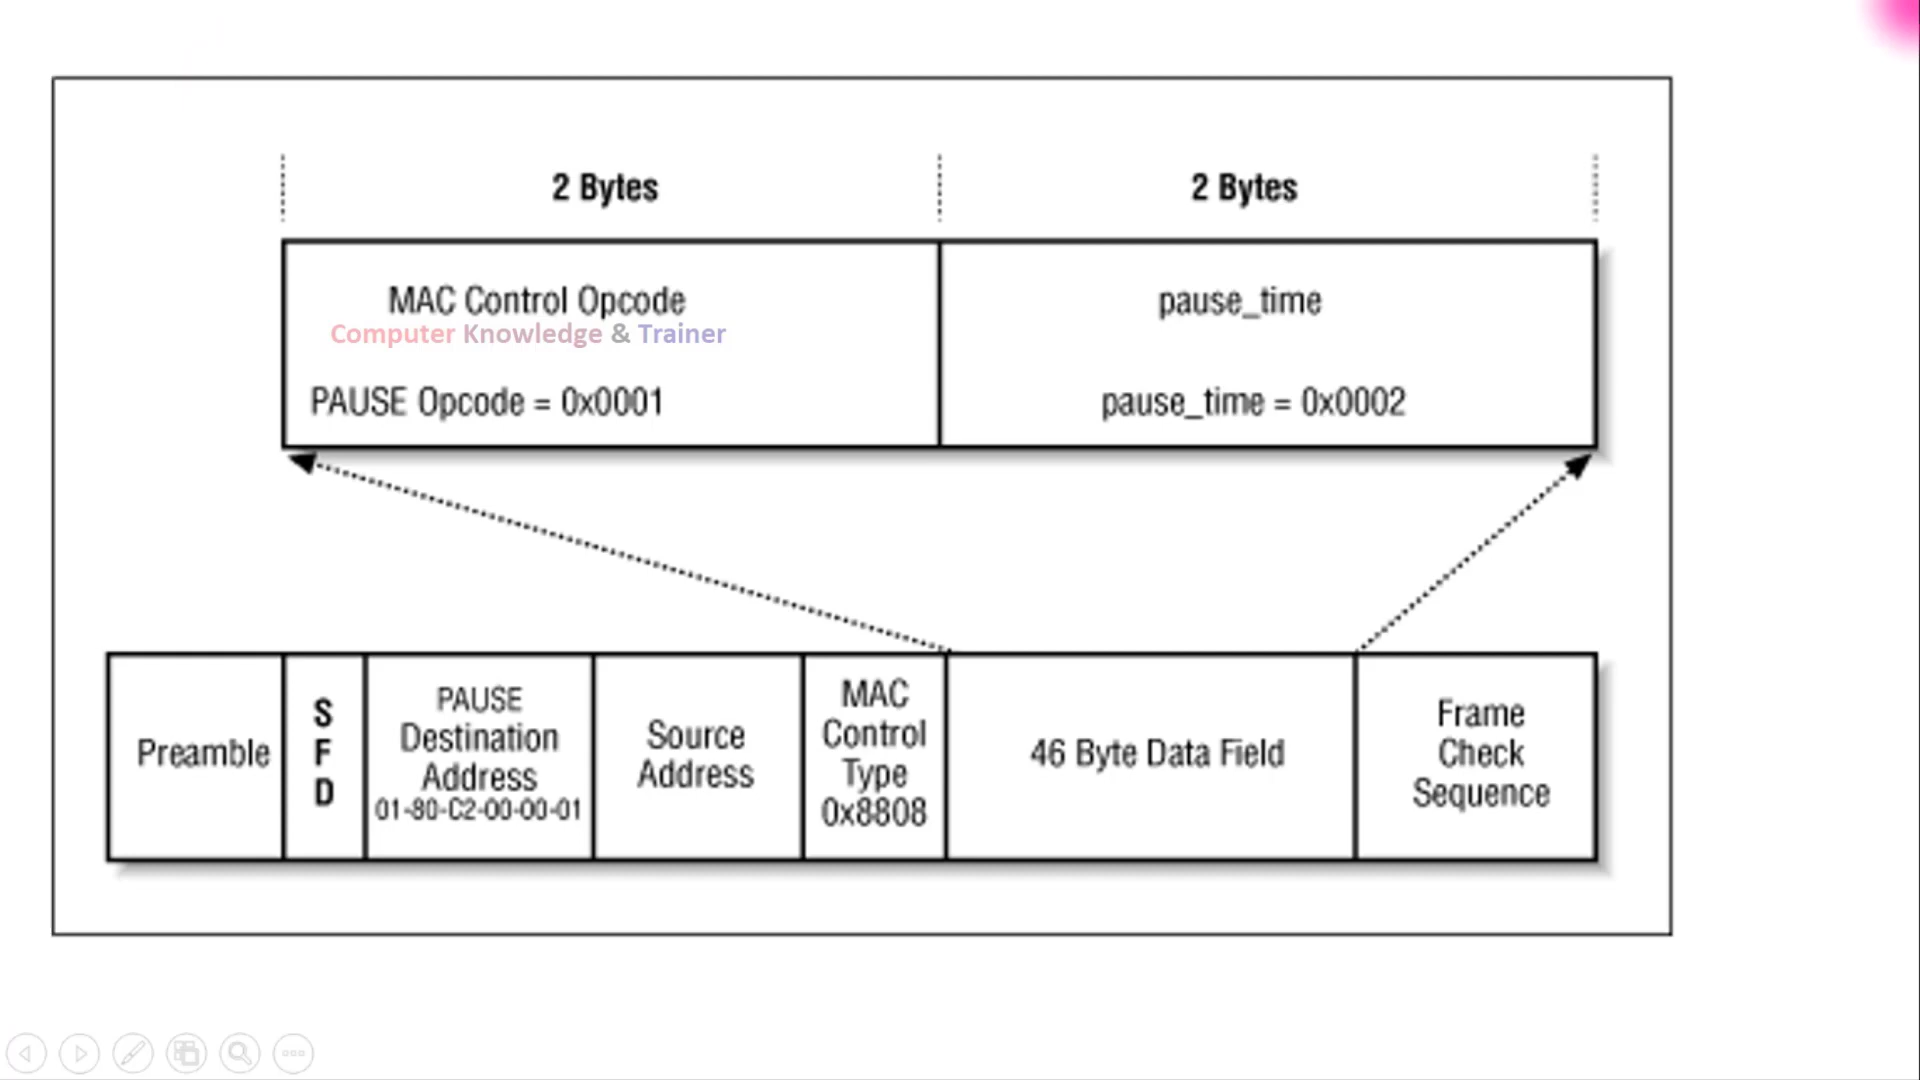 2 Bytes
2 Bytes
MAC Control Opcode
Computer Knowledge & Trainer
PAUSE Opcode = 0x0001
pause_time
pause_time = 0x0002
Preamble
S
F
D
PAUSE
Destination
Address
01-80-C2-00-00-01
Source
Address
MAC
Control
Type
0x8808
46 Byte Data Field
Frame
Check
Sequence